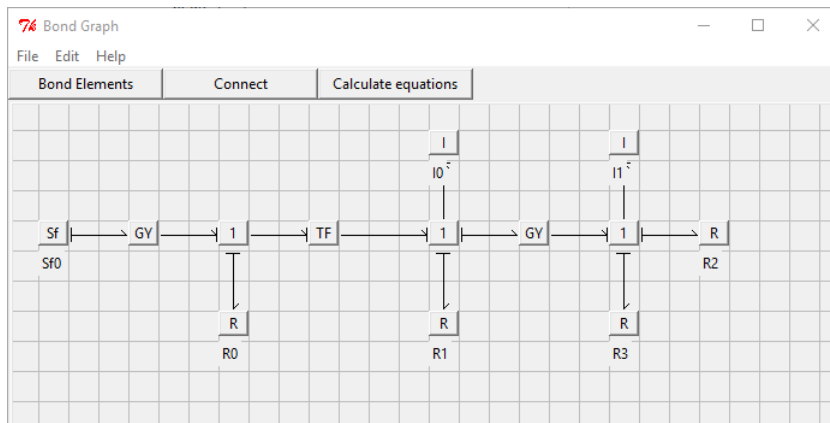 Bond Graph
File Edit Help
Bond Elements Connect Calculate equations
I I
I0 I1
Sf GY 1 TF 1 GY 1 R
Sf0 R2
R R R
R0 R1 R3